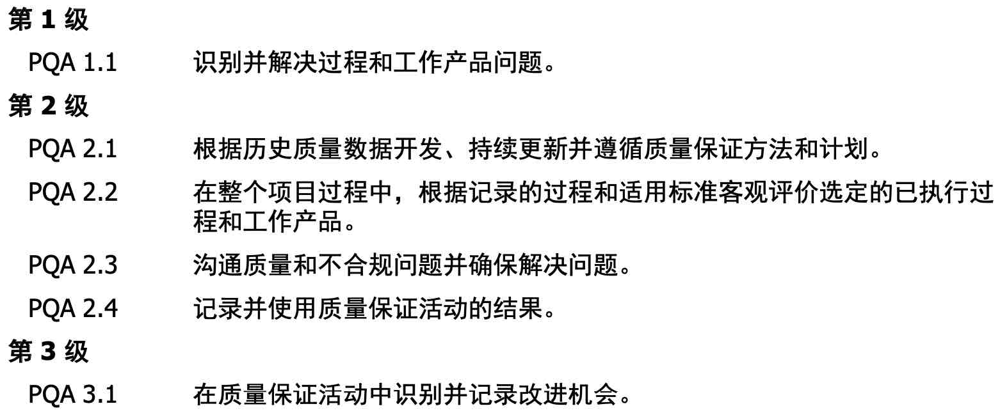 第 1 级
PQA 1.1 识别并解决过程和工作产品问题。
第 2 级
PQA 2.1 根据历史质量数据开发、持续更新并遵循质量保证方法和计划。
PQA 2.2 在整个项目过程中，根据记录的过程和适用标准客观评价选定的已执行过
程和工作产品。
PQA 2.3 沟通质量和不合规问题并确保解决问题。
PQA 2.4 记录并使用质量保证活动的结果。
第 3 级
PQA 3.1 在质量保证活动中识别并记录改进机会。